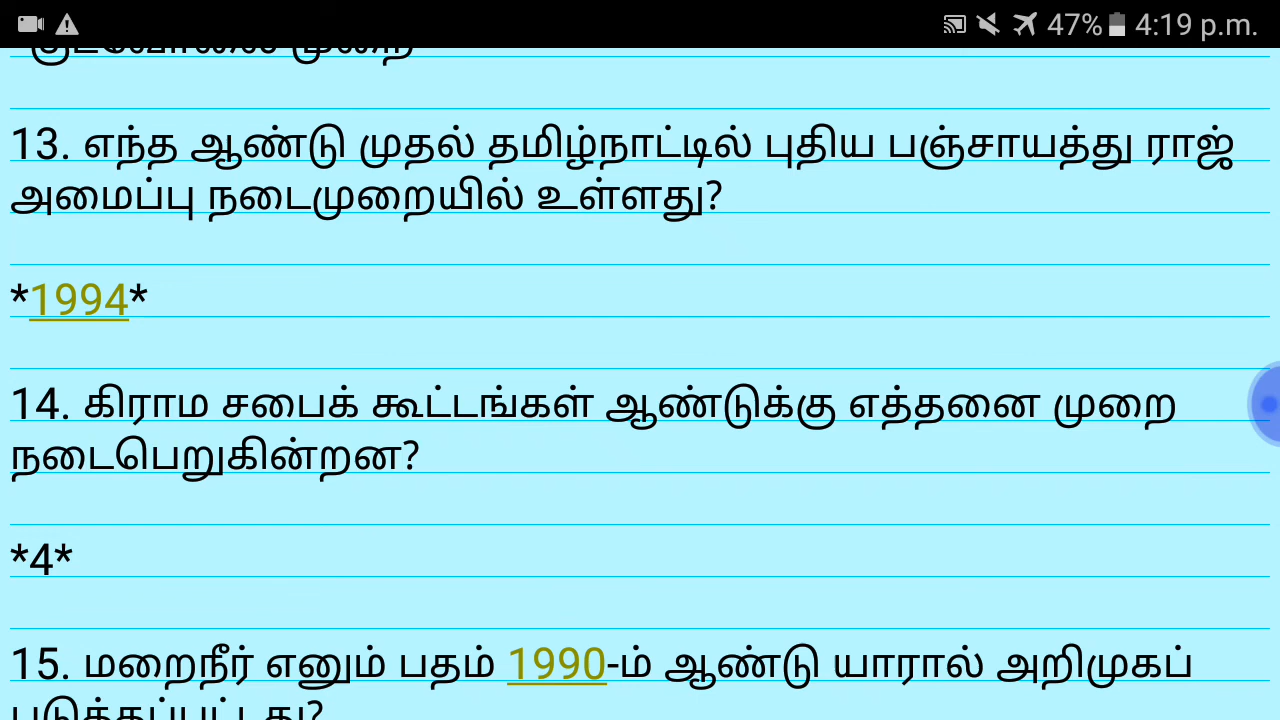 47% 4:19 p.m.
13. எந்த ஆண்டு முதல் தமிழ்நாட்டில் புதிய பஞ்சாயத்து ராஜ்
அமைப்பு நடைமுறையில் உள்ளது?
*1994*
14. கிராம சபைக் கூட்டங்கள் ஆண்டுக்கு எத்தனை முறை
நடைபெறுகின்றன?
*4*
15. மறைநீர் எனும் பதம் 1990-ம் ஆண்டு யாரால் அறிமுகப்